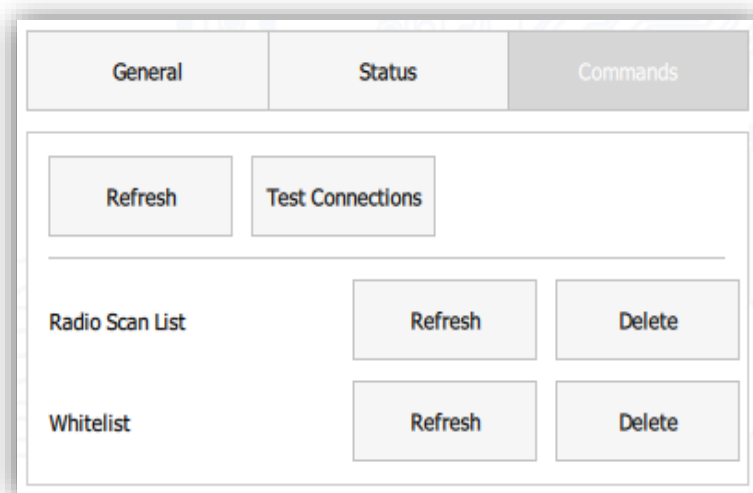 General Status Commands
Refresh Test Connections
Radio Scan List Refresh Delete
Whitelist Refresh Delete